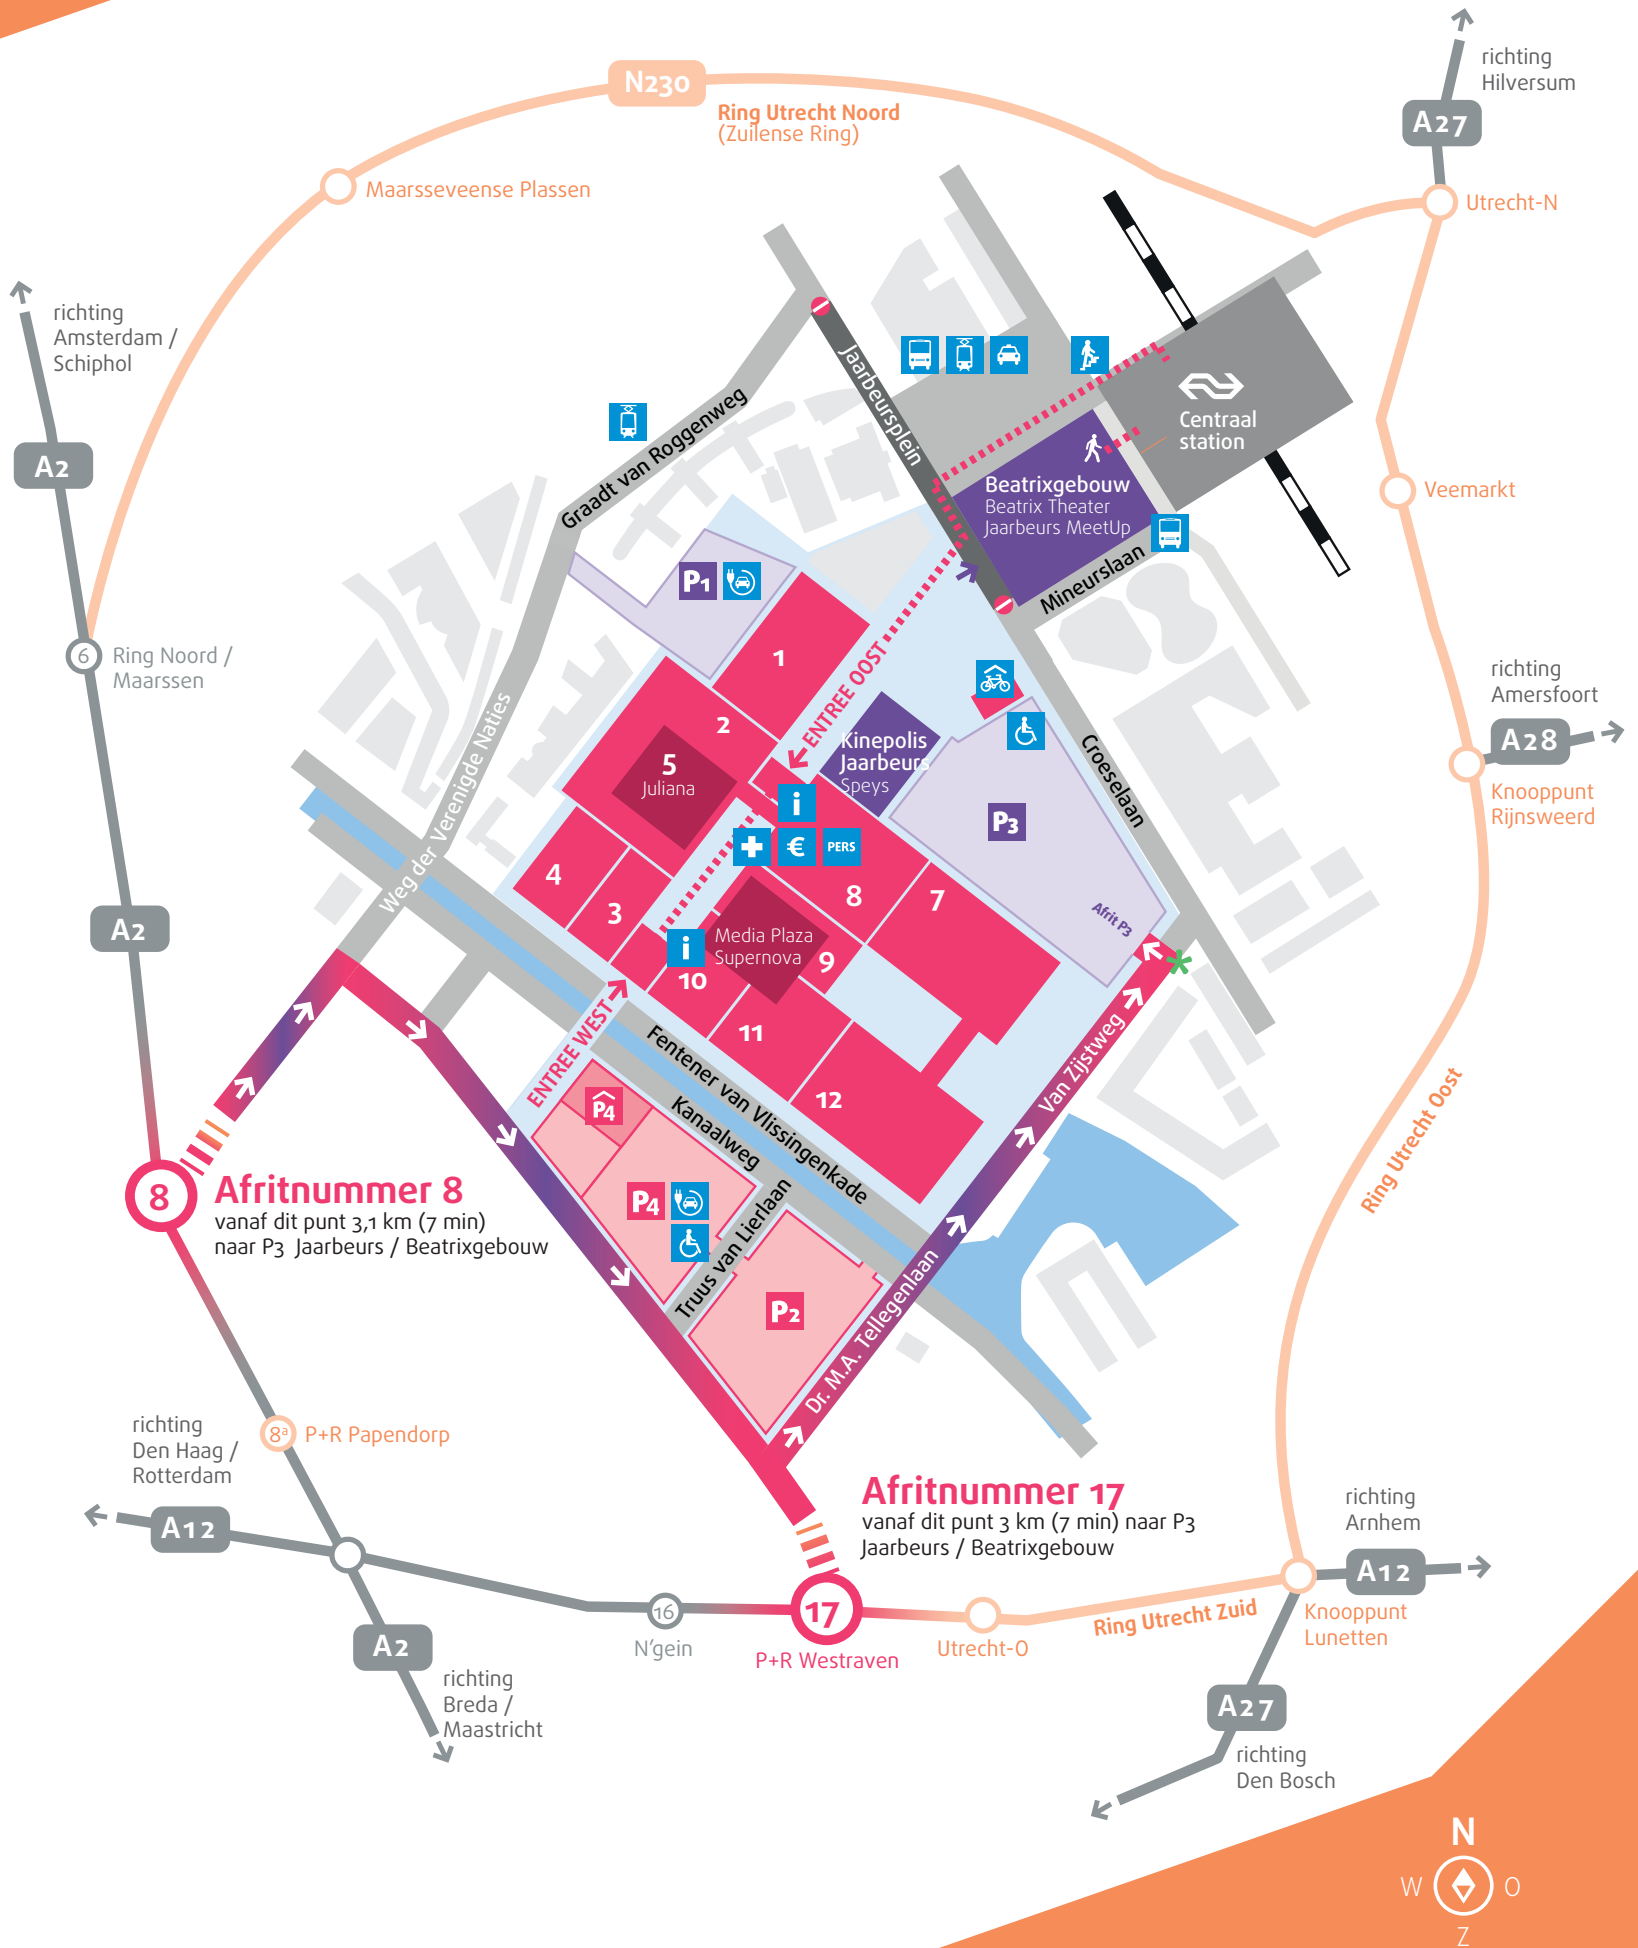 N230
Ring Utrecht Noord
(Zuilense Ring)
richting
Hilversum
A27
Maarsseveense Plassen
Utrecht-N
richting
Amsterdam /
Schiphol
A2
Jaarbeursplein
Graadt van Roggenweg
Centraal
station
Beatrixgebouw
Beatrix Theater
Jaarbeurs MeetUp
Mineurslaan
Veemarkt
P1
1
ENTREE OOST
6
Ring Noord /
Maarssen
Weg der Verenigde Naties
2
5
Juliana
Kinepolis
Jaarbeurs
Speys
i
€
PERS
P3
Croeselaan
richting
Amersfoort
A28
Knooppunt
Rijnsweerd
4
3
8
7
Afrit P3
A2
i
Media Plaza
Supernova
9
10
11
12
ENTREE WEST
Fentener van Vlissingenkade
Kanaalweg
Van Zijstweg
P4
P4
Truus van Lierlaan
P2
Dr. M.A. Tellegenlaan
Ring Utrecht Oost
8
Afritnummer 8
vanaf dit punt 3,1 km (7 min)
naar P3 Jaarbeurs / Beatrixgebouw
8a
P+R Papendorp
richting
Den Haag /
Rotterdam
A12
Afritnummer 17
vanaf dit punt 3 km (7 min) naar P3
Jaarbeurs / Beatrixgebouw
richting
Arnhem
A12
16
N'gein
17
P+R Westraven
Utrecht-O
Ring Utrecht Zuid
Knooppunt
Lunetten
A2
richting
Breda /
Maastricht
A27
richting
Den Bosch
N
W
O
Z